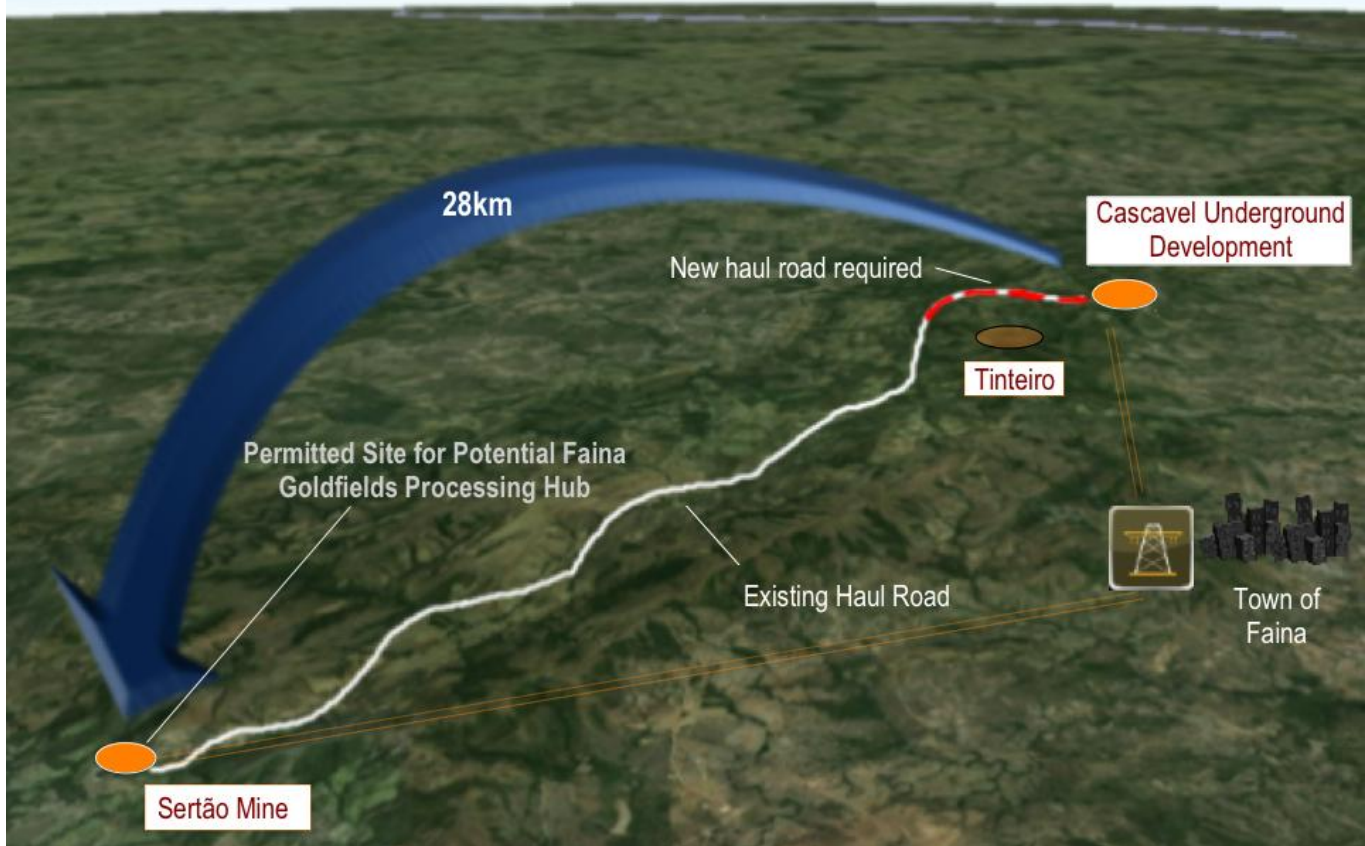 28km
Cascavel Underground
Development
New haul road required
Tinteiro
Permitted Site for Potential Faina
Goldfields Processing Hub
Existing Haul Road
Town of
Faina
Sertão Mine